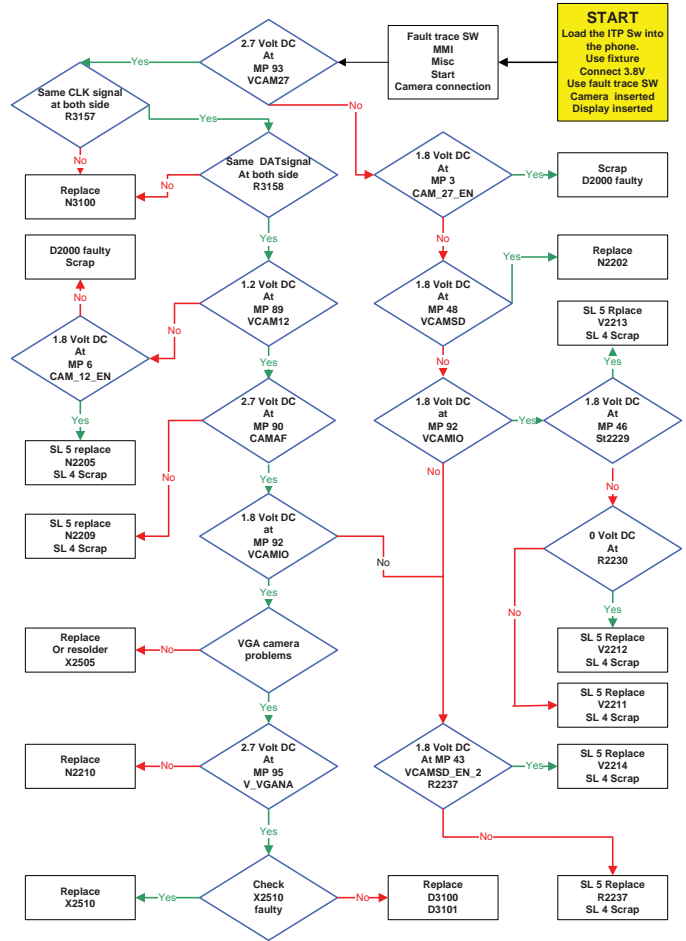 START
Load the ITP Sw into
the phone.
Use fixture
Connect 3.8V
Use fault trace SW
Camera inserted
Display inserted
Fault trace SW
MMI
Misc
Start
Camera connection
2.7 Volt DC
At
MP 93
VCAM27
Yes
No
Same CLK signal
at both side
R3157
Yes
No
Same DATsignal
At both side
R3158
No
Yes
Replace
N3100
1.8 Volt DC
At
MP 3
CAM_27_EN
Yes
No
Scrap
D2000 faulty
D2000 faulty
Scrap
No
1.2 Volt DC
At
MP 89
VCAM12
No
Yes
1.8 Volt DC
At
MP 48
VCAMSD
Yes
No
Replace
N2202
SL 5 Rplace
V2213
SL 4 Scrap
Yes
1.8 Volt DC
At
MP 6
CAM_12_EN
Yes
2.7 Volt DC
At
MP 90
CAMAF
No
Yes
1.8 Volt DC
at
MP 92
VCAMIO
Yes
No
1.8 Volt DC
At
MP 46
St2229
No
SL 5 replace
N2205
SL 4 Scrap
SL 5 replace
N2209
SL 4 Scrap
1.8 Volt DC
at
MP 92
VCAMIO
No
Yes
0 Volt DC
At
R2230
No
Yes
Replace
Or resolder
X2505
No
VGA camera
problems
Yes
SL 5 Replace
V2212
SL 4 Scrap
SL 5 Replace
V2211
SL 4 Scrap
Replace
N2210
No
2.7 Volt DC
At
MP 95
V_VGANA
Yes
1.8 Volt DC
At MP 43
VCAMSD_EN_2
R2237
Yes
No
SL 5 Replace
V2214
SL 4 Scrap
Replace
X2510
Yes
Check
X2510
faulty
No
Replace
D3100
D3101
SL 5 Replace
R2237
SL 4 Scrap